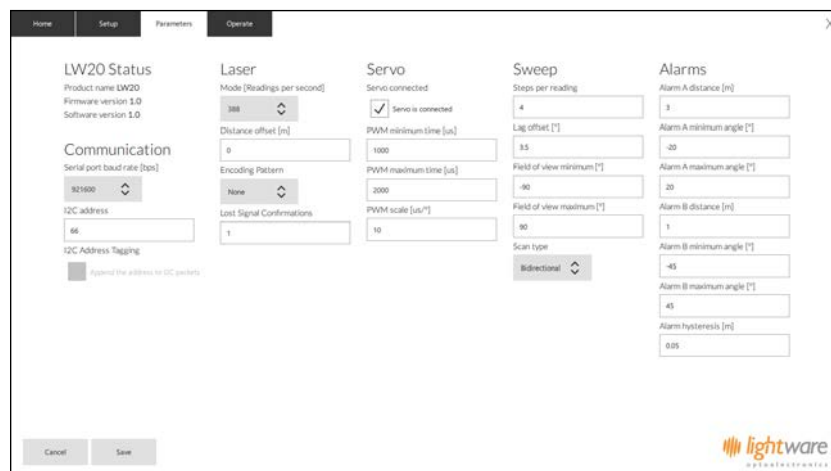 Home
Setup
Parameters
Operate
LW20 Status
Product name LW20
Firmware version 1.0
Software version 1.0
Communication
Serial port baud rate [bps]
921600
I2C address
66
I2C Address Tagging
Append the address to I2C packets
Laser
Mode [Readings per second]
388
Distance offset [m]
0
Encoding Pattern
None
Lost Signal Confirmations
1
Servo
Servo connected
Servo is connected
PWM minimum time [us]
1000
PWM maximum time [us]
2000
PWM scale [us/°]
10
Sweep
Steps per reading
4
Lag offset [°]
3.5
Field of view minimum [°]
-90
Field of view maximum [°]
90
Scan type
Bidirectional
Alarms
Alarm A distance [m]
3
Alarm A minimum angle [°]
-20
Alarm A maximum angle [°]
20
Alarm B distance [m]
1
Alarm B minimum angle [°]
-45
Alarm B maximum angle [°]
45
Alarm hysteresis [m]
0.05
Cancel
Save
lightware
optoelectronics